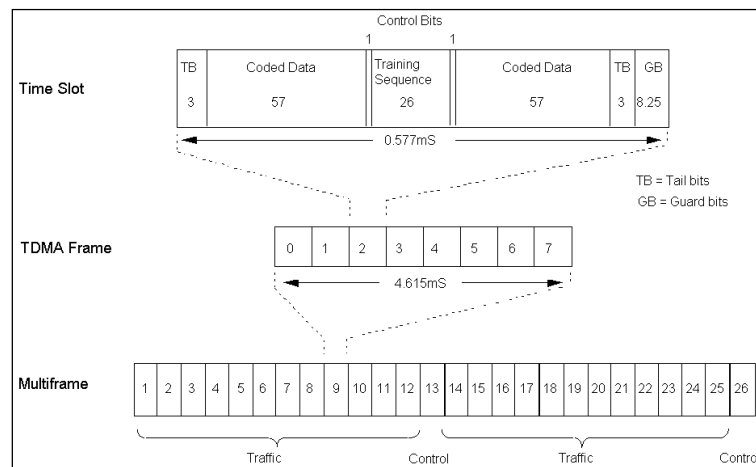 Control Bits
1 1
Time Slot
TB Coded Data Training Sequence Coded Data TB GB
3 57 26 57 3 8.25
0.577mS
TB = Tail bits
GB = Guard bits
TDMA Frame
0 1 2 3 4 5 6 7
4.615mS
Multiframe
1 2 3 4 5 6 7 8 9 10 11 12 13 14 15 16 17 18 19 20 21 22 23 24 25 26
Traffic Control Traffic Control